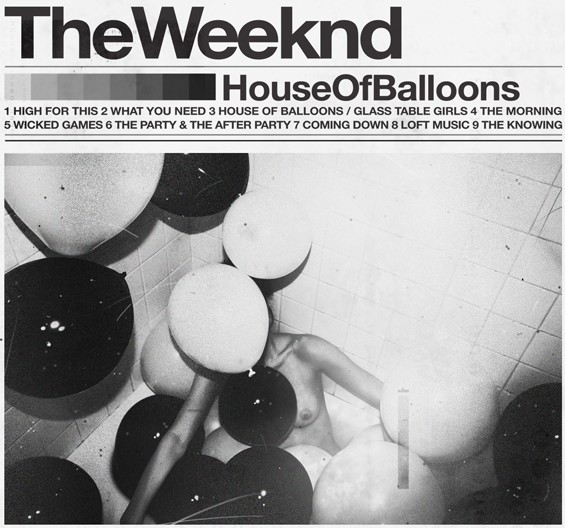 TheWeeknd
HouseOfBalloons
1 HIGH FOR THIS 2 WHAT YOU NEED 3 HOUSE OF BALLOONS / GLASS TABLE GIRLS 4 THE MORNING
5 WICKED GAMES 6 THE PARTY & THE AFTER PARTY 7 COMING DOWN 8 LOFT MUSIC 9 THE KNOWING